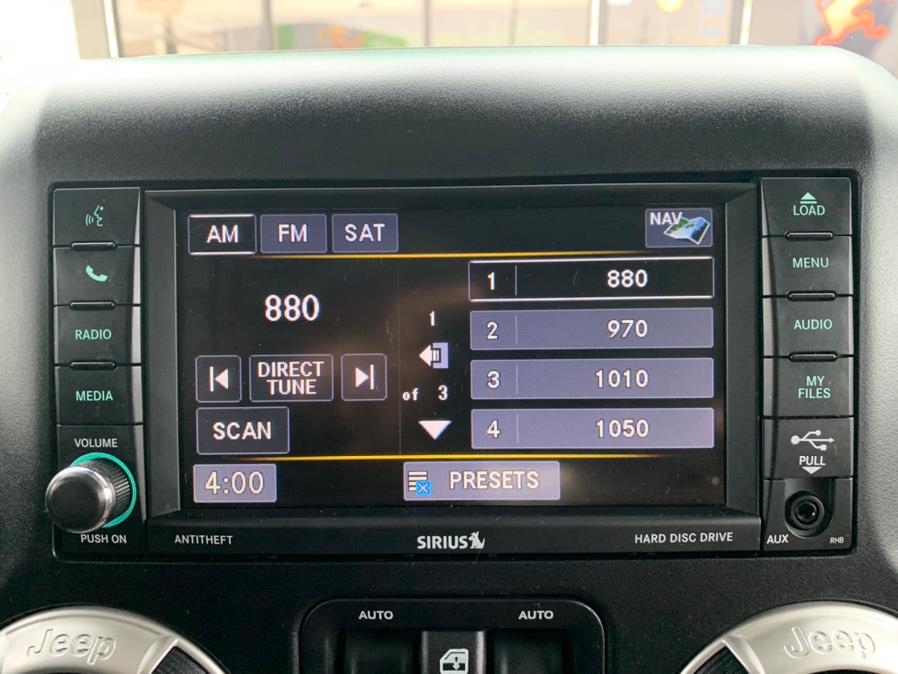 AM FM SAT NAV
LOAD
MENU
RADIO
AUDIO
MEDIA
MY
FILES
VOLUME
PULL
PUSH ON
880
DIRECT
TUNE
SCAN
1
of 3
1 880
2 970
3 1010
4 1050
4:00
PRESETS
ANTITHEFT
SIRIUS
HARD DISC DRIVE
AUX
RHB
AUTO
AUTO
Jeep
Jeep